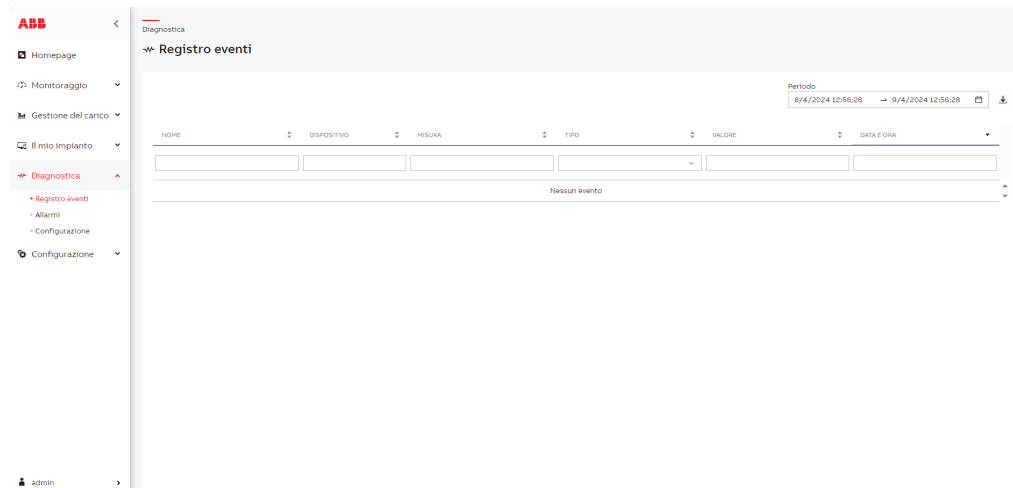 ABB
Homepage
Monitoraggio
Gestione del carico
Il mio impianto
Diagnostica
Registro eventi
Allarmi
Configurazione
Configurazione
admin
Diagnostica
Registro eventi
Periodo
8/4/2024 12:56:28 → 9/4/2024 12:56:28
NOME DISPOSITIVO MISURA TIPO VALORE DATA E ORA
Nessun evento